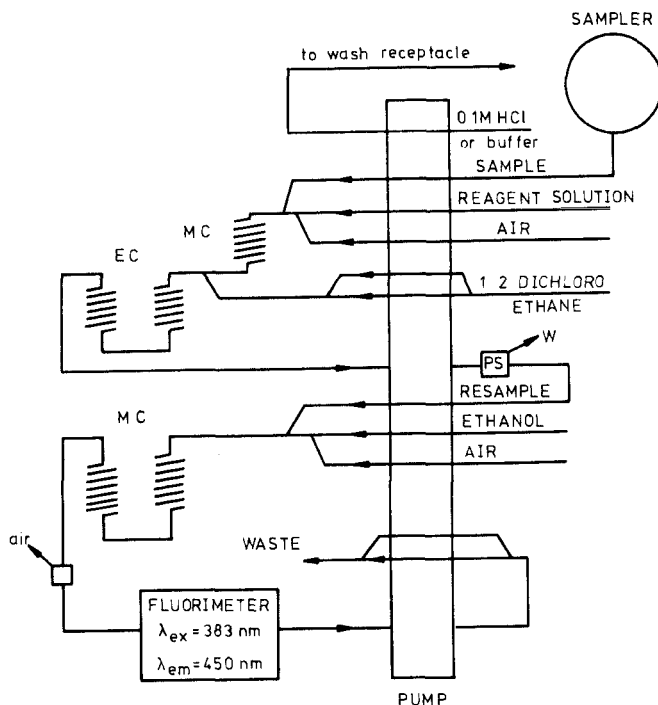 SAMPLER
to wash receptacle
0 1M HCl
or buffer
SAMPLE
REAGENT SOLUTION
MC
AIR
EC
1 2 DICHLORO
ETHANE
W
PS
RESAMPLE
MC
ETHANOL
AIR
WASTE
air
FLUORIMETER
λex = 383 nm
λem = 450 nm
PUMP